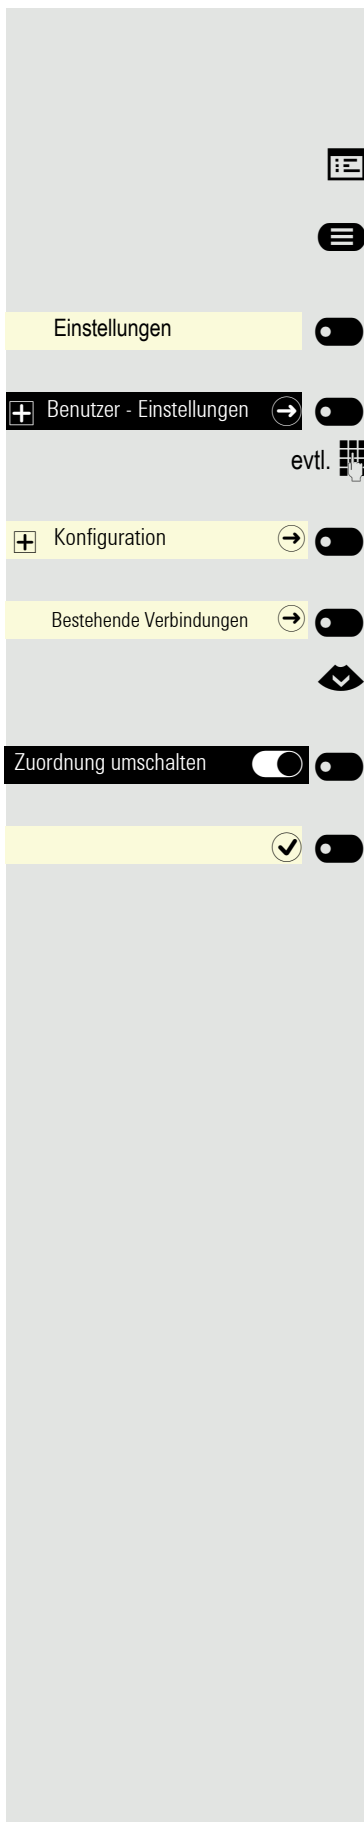 Einstellungen
Benutzer - Einstellungen
evtl.
Konfiguration
Bestehende Verbindungen
Zuordnung umschalten